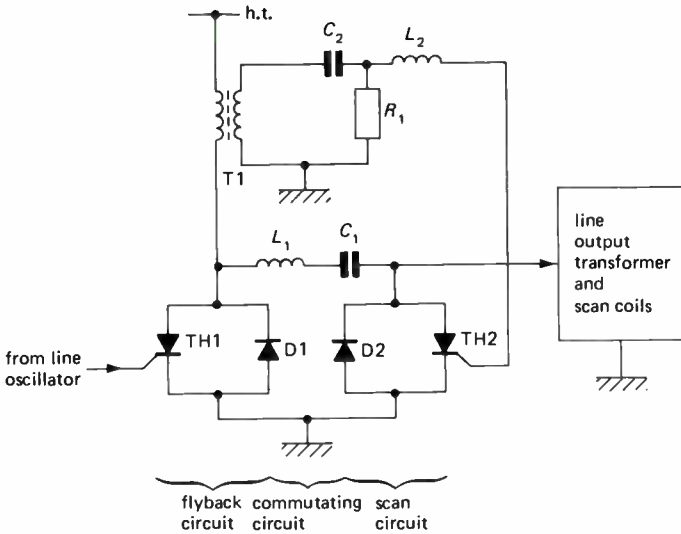 h.t.
C2
L2
R1
T1
L1
C1
line
output
transformer
and
scan coils
TH1
D1
D2
TH2
from line
oscillator
flyback
circuit
commutating
circuit
scan
circuit